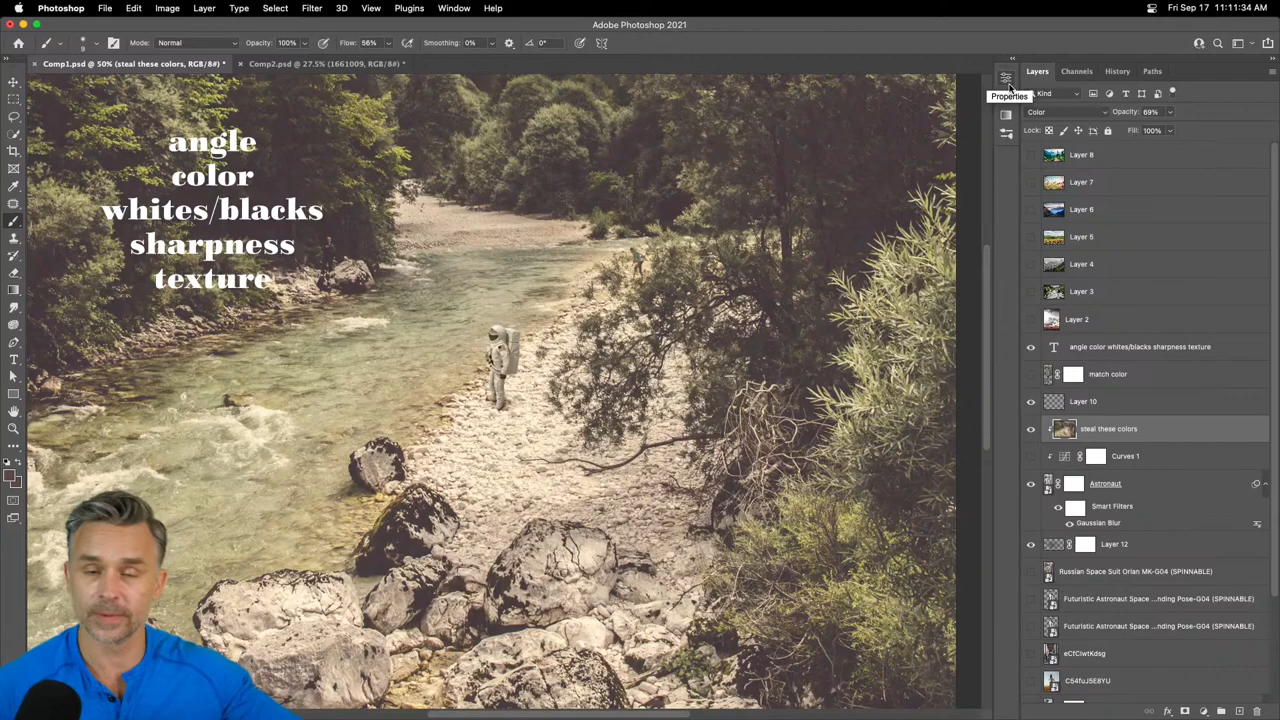 Photoshop File Edit Image Layer Type Select Filter 3D View Plugins Window Help Fri Sep 17 11:11:34 AM
Adobe Photoshop 2021
Mode: Normal Opacity: 100% Flow: 56% Smoothing: 0% 0°
Comp1.psd @ 50% (steal these colors, RGB/8#) * Comp2.psd @ 27.5% (1661009, RGB/8#) *
angle
color
whites/blacks
sharpness
texture
Properties
Layers Channels History Paths
Kind
Color Opacity: 69%
Lock: Fill: 100%
Layer 8
Layer 7
Layer 6
Layer 5
Layer 4
Layer 3
Layer 2
angle color whites/blacks sharpness texture
match color
Layer 10
steal these colors
Curves 1
Astronaut
Smart Filters
Gaussian Blur
Layer 12
Russian Space Suit Orlan MK-G04 (SPINNABLE)
Futuristic Astronaut Space ...nding Pose-G04 (SPINNABLE)
Futuristic Astronaut Space ...nding Pose-G04 (SPINNABLE)